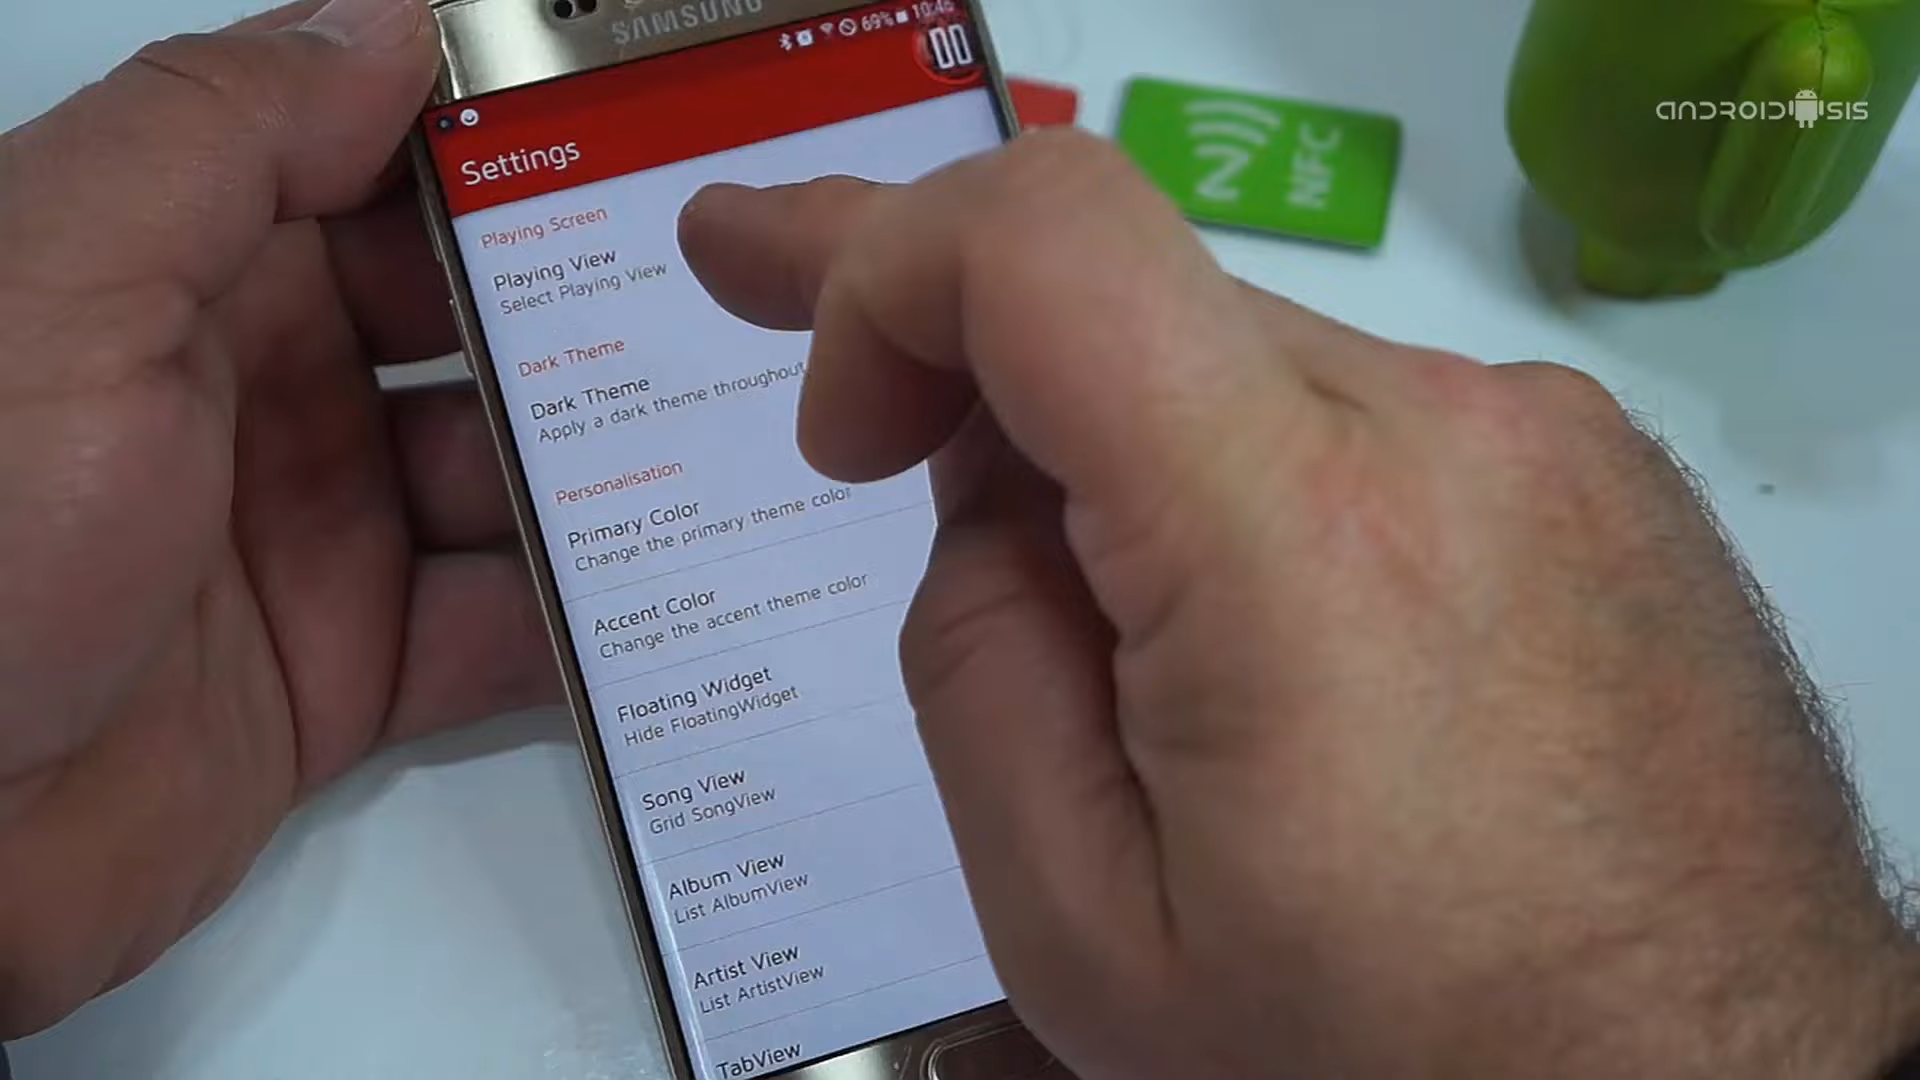 SAMSUNG
69% 10:46
ANDROIDSIS
NFC
Settings
Playing Screen
Playing View
Select Playing View
Dark Theme
Dark Theme
Apply a dark theme throughout
Personalisation
Primary Color
Change the primary theme color
Accent Color
Change the accent theme color
Floating Widget
Hide FloatingWidget
Song View
Grid SongView
Album View
List AlbumView
Artist View
List ArtistView
TabView